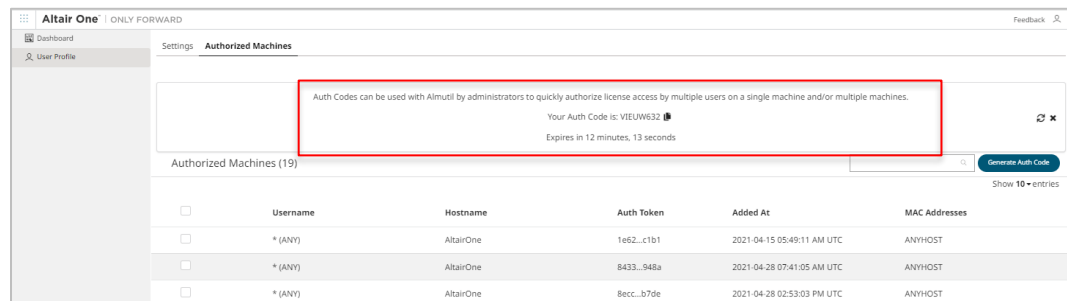 Altair One™ | ONLY FORWARD
Feedback
Dashboard
User Profile
Settings Authorized Machines
Auth Codes can be used with Almutil by administrators to quickly authorize license access by multiple users on a single machine and/or multiple machines.
Your Auth Code is: VIEUW632
Expires in 12 minutes, 13 seconds
Authorized Machines (19)
Generate Auth Code
Show 10 entries
Username Hostname Auth Token Added At MAC Addresses
* (ANY) AltairOne 1e62...c1b1 2021-04-15 05:49:11 AM UTC ANYHOST
* (ANY) AltairOne 8433...948a 2021-04-28 07:41:05 AM UTC ANYHOST
* (ANY) AltairOne 8ecc...b7de 2021-04-28 02:53:03 PM UTC ANYHOST